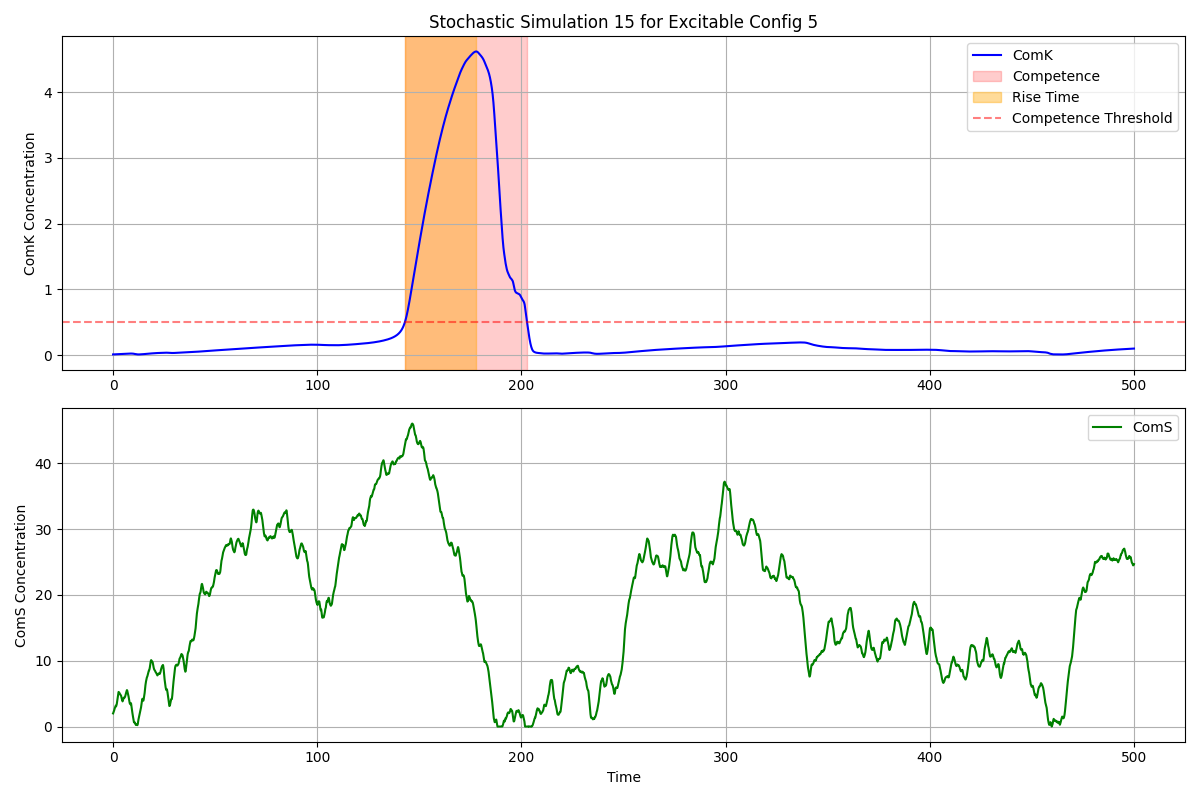 Stochastic Simulation 15 for Excitable Config 5
ComK Concentration
4
3
2
1
0
ComK
Competence
Rise Time
Competence Threshold
0 100 200 300 400 500
ComS Concentration
40
30
20
10
0
ComS
0 100 200 300 400 500
Time